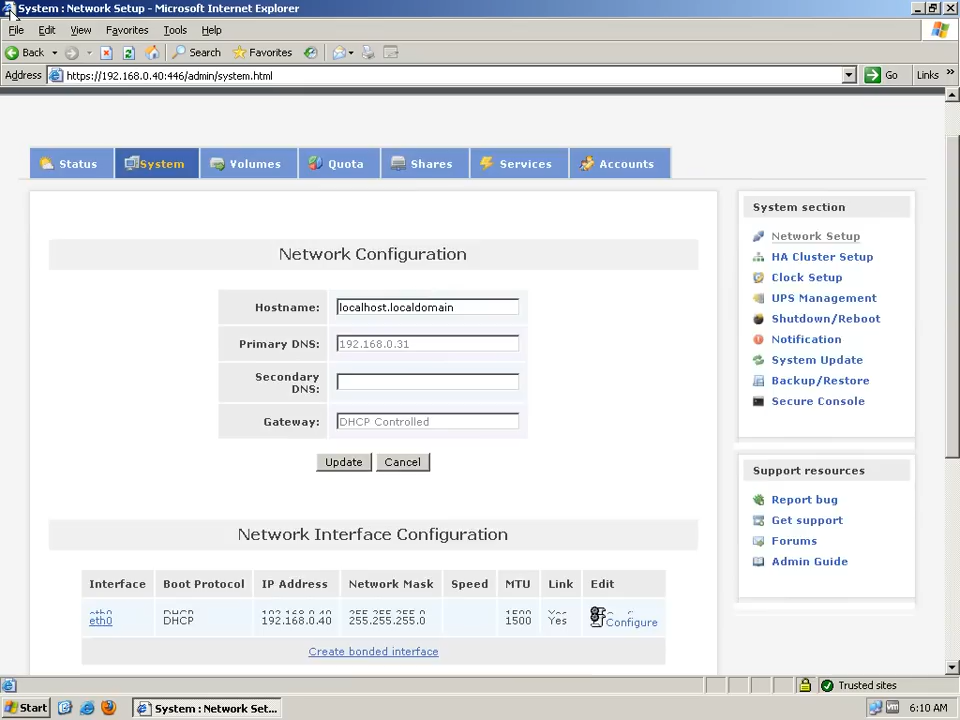 System : Network Setup - Microsoft Internet Explorer
File Edit View Favorites Tools Help
Back Search Favorites
Address https://192.168.0.40:446/admin/system.html Go Links »
Status System Volumes Quota Shares Services Accounts
Network Configuration
Hostname: localhost.localdomain
Primary DNS: 192.168.0.31
Secondary
DNS:
Gateway: DHCP Controlled
Update Cancel
Network Interface Configuration
Interface Boot Protocol IP Address Network Mask Speed MTU Link Edit
eth0 DHCP 192.168.0.40 255.255.255.0 1500 Yes Configure
Create bonded interface
System section
Network Setup
HA Cluster Setup
Clock Setup
UPS Management
Shutdown/Reboot
Notification
System Update
Backup/Restore
Secure Console
Support resources
Report bug
Get support
Forums
Admin Guide
Trusted sites
Start System : Network Set... 6:10 AM